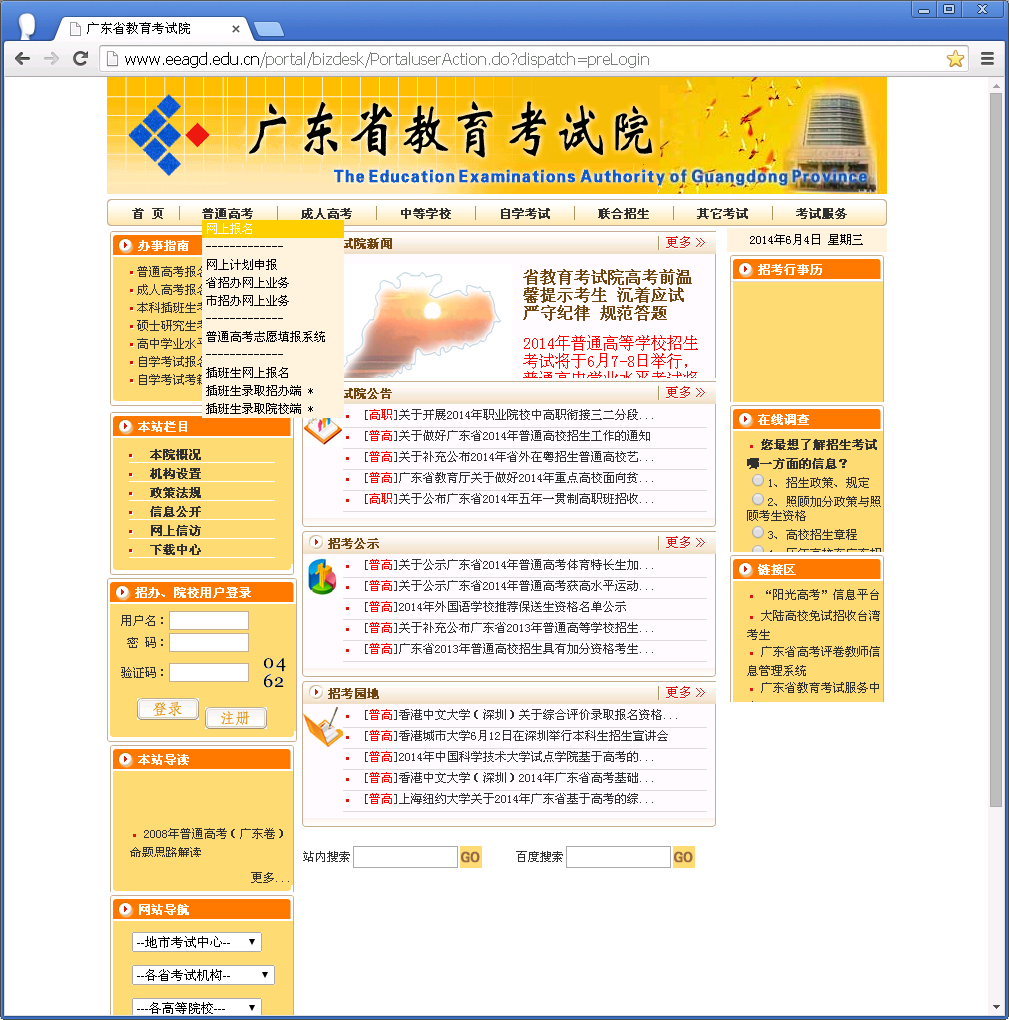 广东省教育考试院
www.eeagd.edu.cn/portal/bizdesk/PortaluserAction.do?dispatch=preLogin
广东省教育考试院
The Education Examinations Authority of Guangdong Province
首 页
普通高考
成人高考
中等学校
自学考试
联合招生
其它考试
考试服务
网上报名
-------------
网上计划申报
省招办网上业务
市招办网上业务
-------------
普通高考志愿填报系统
-------------
插班生网上报名
插班生录取招办端 *
插班生录取院校端 *
办事指南
普通高考报名
成人高考报名
本科插班生考
硕士研究生考
高中学业水平
自学考试报名
自学考试考籍
本站栏目
本院概况
机构设置
政策法规
信息公开
网上信访
下载中心
招办、院校用户登录
用户名：
密 码：
验证码：
04
62
登录
注册
本站导读
2008年普通高考（广东卷）
命题思路解读
更多...
网站导航
--地市考试中心--
--各省考试机构--
---各高等院校---
试院新闻
更多
省教育考试院高考前温
馨提示考生 沉着应试
严守纪律 规范答题
2014年普通高等学校招生
考试将于6月7-8日举行，
普通高中学业水平考试将
试院公告
更多
[高职]关于开展2014年职业院校中高职衔接三二分段...
[普高]关于做好广东省2014年普通高校招生工作的通知
[普高]关于补充公布2014年省外在粤招生普通高校艺...
[普高]广东省教育厅关于做好2014年重点高校面向贫...
[高职]关于公布广东省2014年五年一贯制高职班招收...
招考公示
更多
[普高]关于公示广东省2014年普通高考体育特长生加...
[普高]关于公示广东省2014年普通高考获高水平运动...
[普高]2014年外国语学校推荐保送生资格名单公示
[普高]关于补充公布广东省2013年普通高等学校招生...
[普高]广东省2013年普通高校招生具有加分资格考生...
招考园地
更多
[普高]香港中文大学（深圳）关于综合评价录取报名资格...
[普高]香港城市大学6月12日在深圳举行本科生招生宣讲会
[普高]2014年中国科学技术大学试点学院基于高考的...
[普高]香港中文大学（深圳）2014年广东省高考基础...
[普高]上海纽约大学关于2014年广东省基于高考的综...
站内搜索
GO
百度搜索
GO
2014年6月4日 星期三
招考行事历
在线调查
您最想了解招生考试
哪一方面的信息？
1、招生政策、规定
2、照顾加分政策与照
顾考生资格
3、高校招生章程
4、历年高校在广东招
链接区
“阳光高考”信息平台
大陆高校免试招收台湾
考生
广东省高考评卷教师信
息管理系统
广东省教育考试服务中